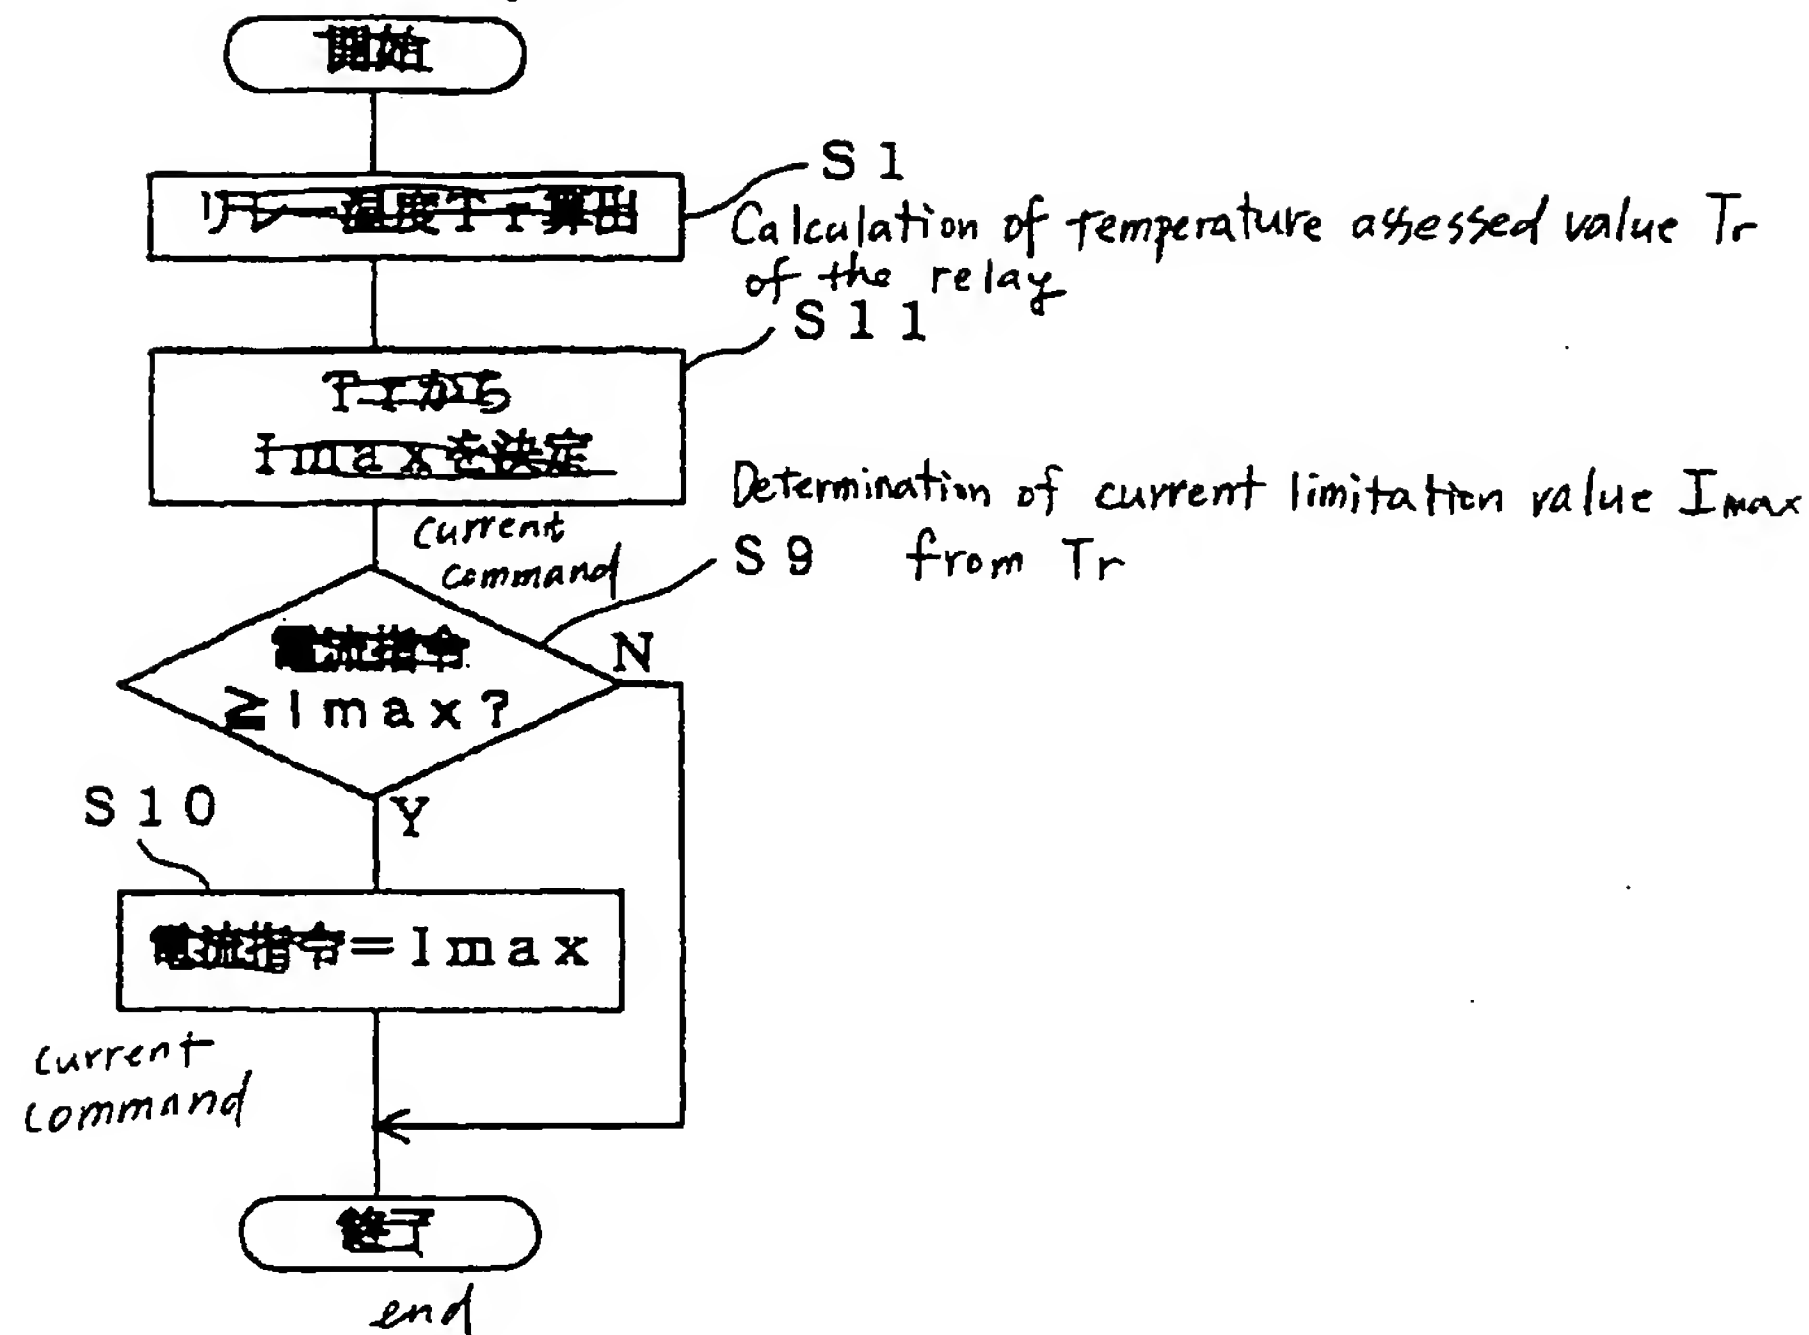 開始
S1
リレー温度Tr算出
Calculation of temperature assessed value Tr
of the relay
S11
Trから
Imaxを決定
Determination of current limitation value Imax
from Tr
current
command
S9
電流指令
≧Imax?
N
Y
S10
電流指令=Imax
current
command
終了
end